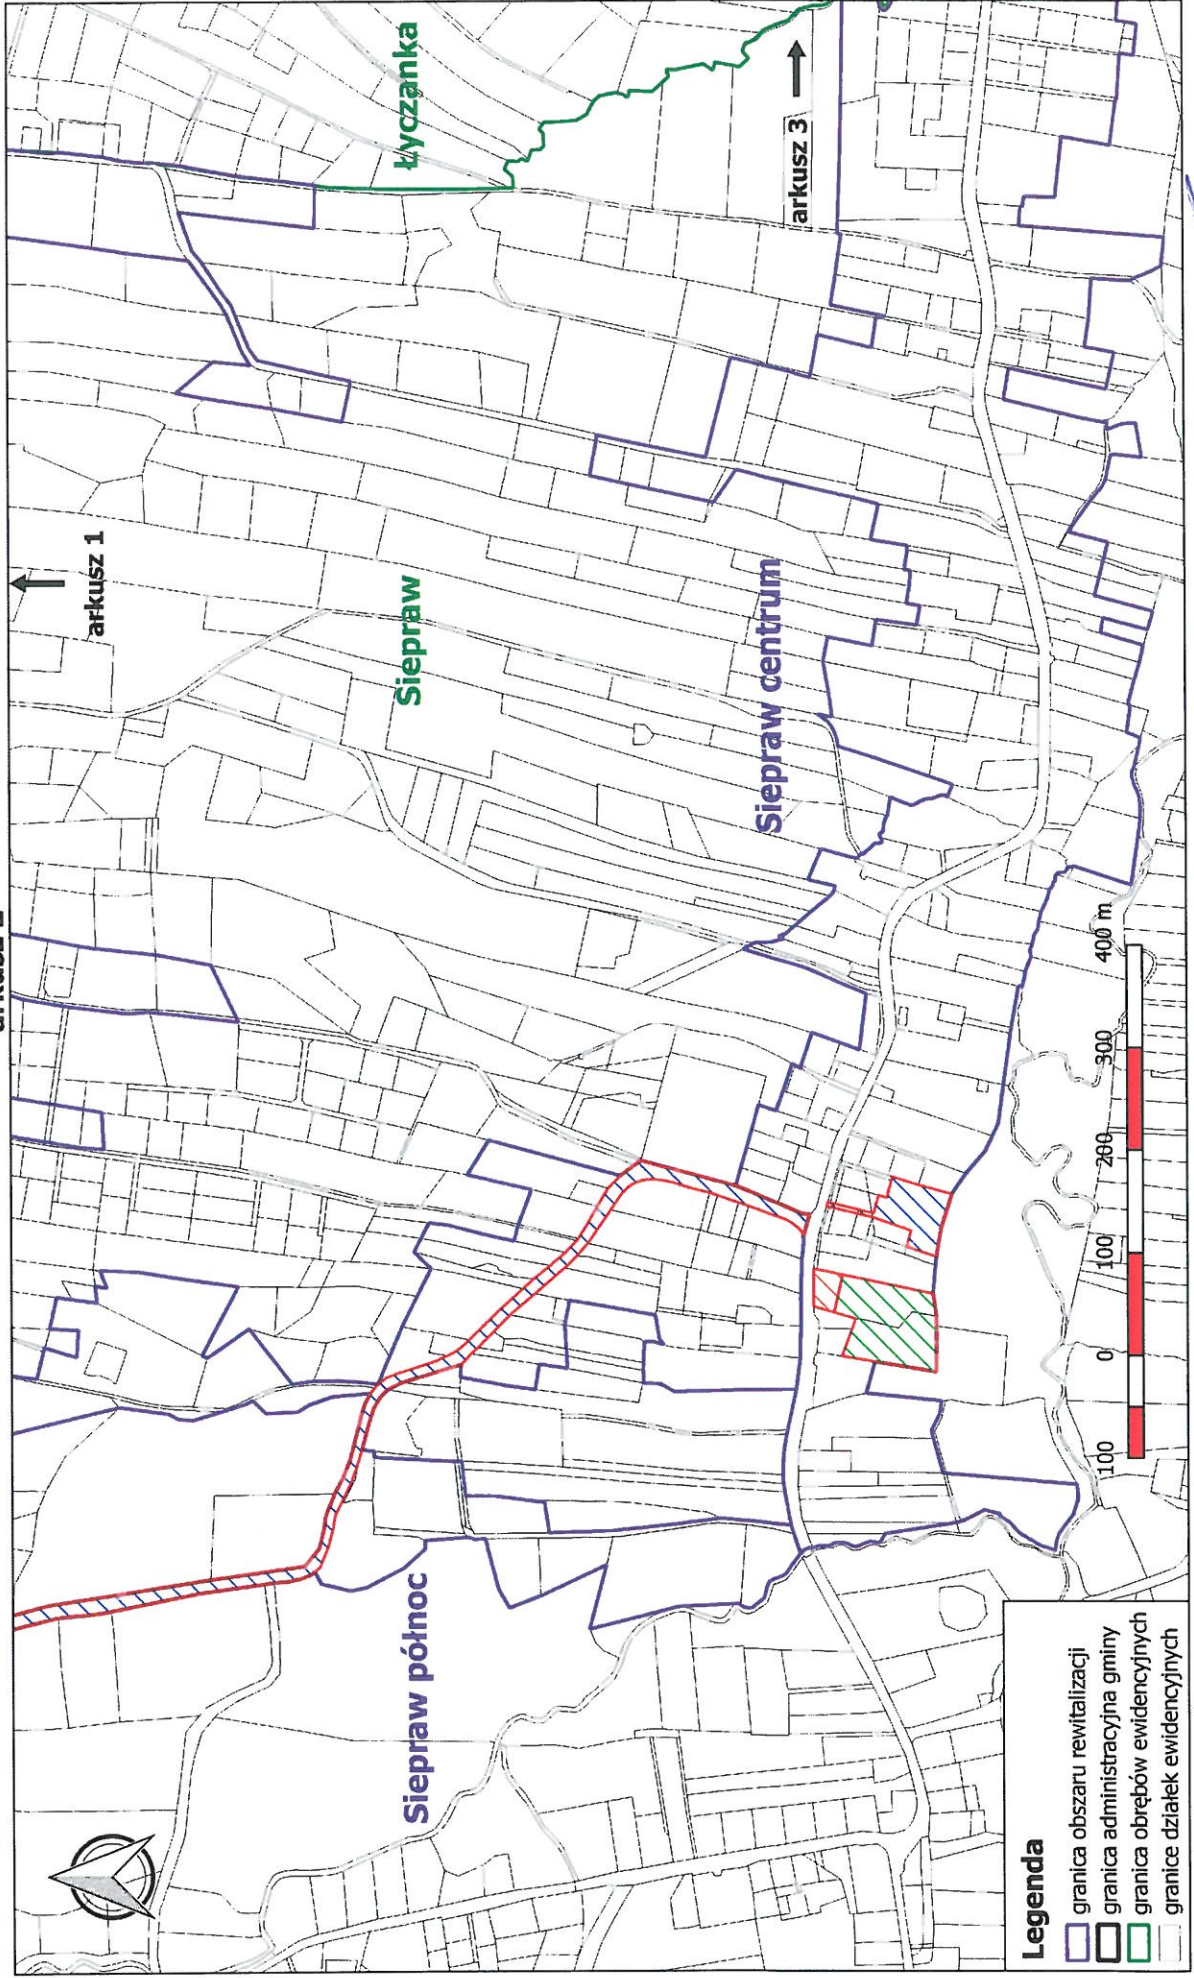 arkusz 1
Łyczanka
Siepraw
arkusz 3
Siepraw centrum
Siepraw północ
100
0
100
200
300
400 m
Legenda
granica obszaru rewitalizacji
granica administracyjna gminy
granica obrębów ewidencyjnych
granice działek ewidencyjnych